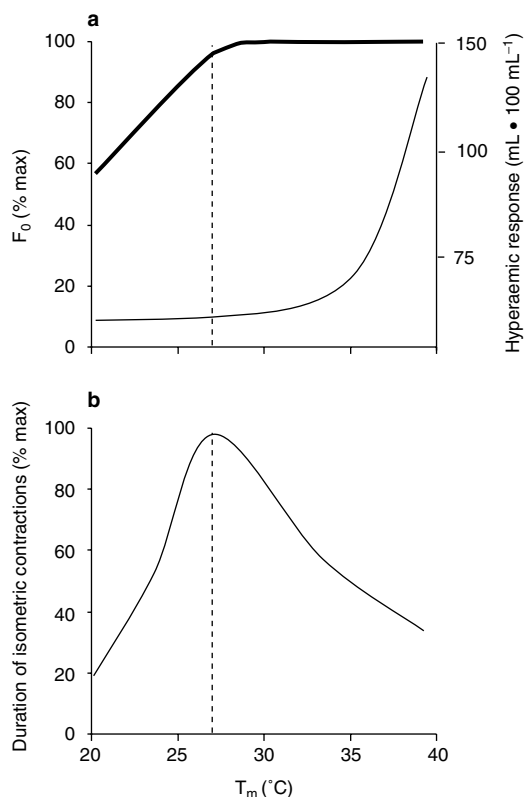 a
F₀ (% max)
100
80
60
40
20
0
150
100
75
Hyperaemic response (mL • 100 mL⁻¹)
b
Duration of isometric contractions (% max)
100
80
60
40
20
0
20 25 30 35 40
Tₘ (˚C)